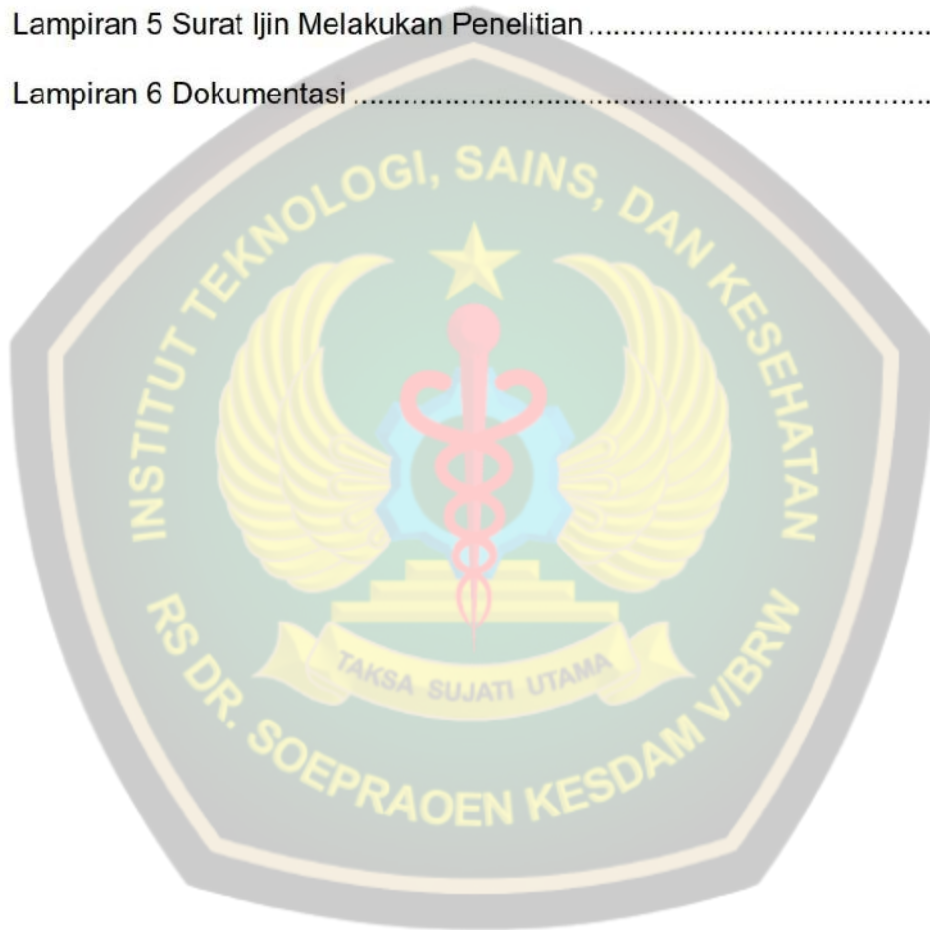 Lampiran 5 Surat Ijin Melakukan Penelitian ........................................
Lampiran 6 Dokumentasi ......................................................................
INSTITUT TEKNOLOGI, SAINS, DAN KESEHATAN
TAKSA SUJATI UTAMA
RS DR. SOEPRAOEN KESDAM V/BRW